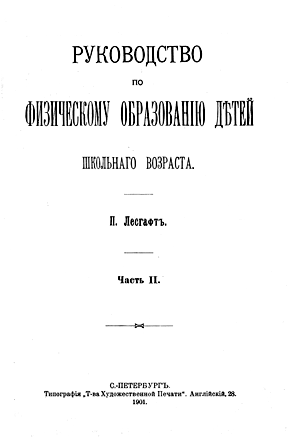 РУКОВОДСТВО
ПО
ФИЗИЧЕСКОМУ ОБРАЗОВАНІЮ ДѢТЕЙ
ШКОЛЬНАГО ВОЗРАСТА.
П. Лесгафтъ.
Часть II.
С.-ПЕТЕРБУРГЪ.
Типографія „Т-ва Художественной Печати". Англійскій, 28.
1901.